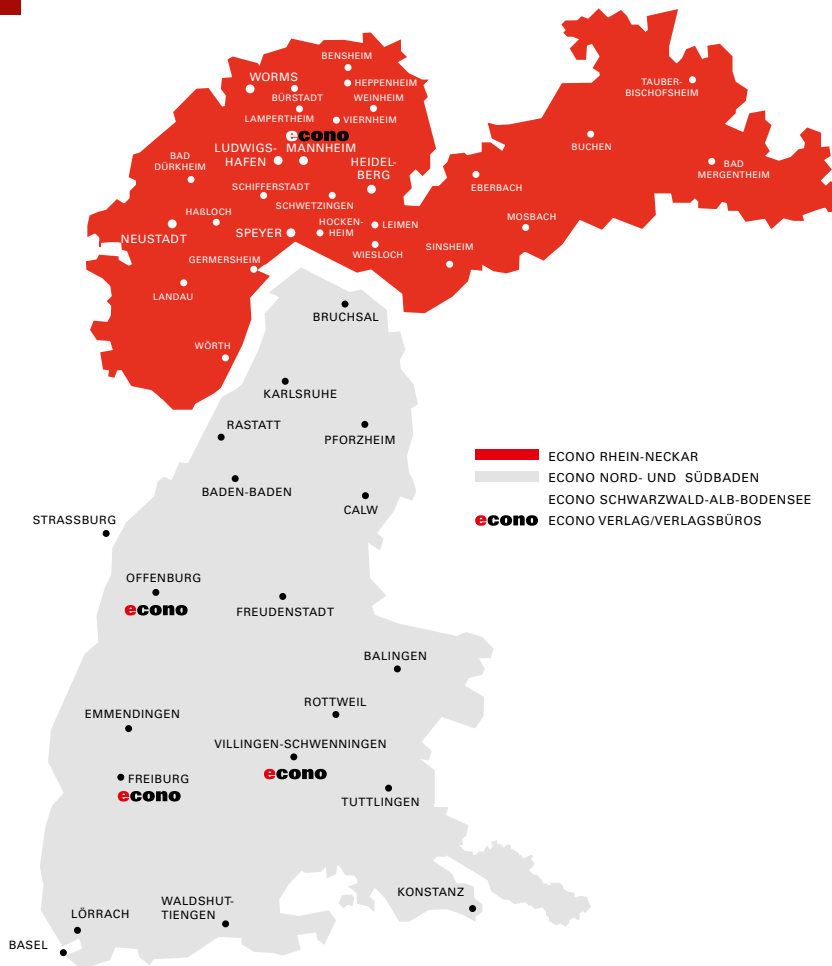 BENSHEIM
WORMS
HEPPENHEIM
BÜRSTADT
WEINHEIM
LAMPERTHEIM
VIERNHEIM
econo
LUDWIGS-
HAFEN
MANNHEIM
BAD
DÜRKHEIM
HEIDEL-
BERG
SCHIFFERSTADT
SCHWETZINGEN
HAßLOCH
HOCKEN-
HEIM
LEIMEN
NEUSTADT
SPEYER
WIESLOCH
GERMERSHEIM
SINSHEIM
LANDAU
WÖRTH
TAUBER-
BISCHOFSHEIM
BUCHEN
BAD
MERGENTHEIM
EBERBACH
MOSBACH
BRUCHSAL
KARLSRUHE
RASTATT
PFORZHEIM
BADEN-BADEN
CALW
STRASSBURG
OFFENBURG
econo
FREUDENSTADT
BALINGEN
ROTTWEIL
EMMENDINGEN
VILLINGEN-SCHWENNINGEN
econo
FREIBURG
econo
TUTTLINGEN
KONSTANZ
WALDSHUT-
TIENGEN
LÖRRACH
BASEL
ECONO RHEIN-NECKAR
ECONO NORD- UND SÜDBADEN
ECONO SCHWARZWALD-ALB-BODENSEE
econo ECONO VERLAG/VERLAGSBÜROS